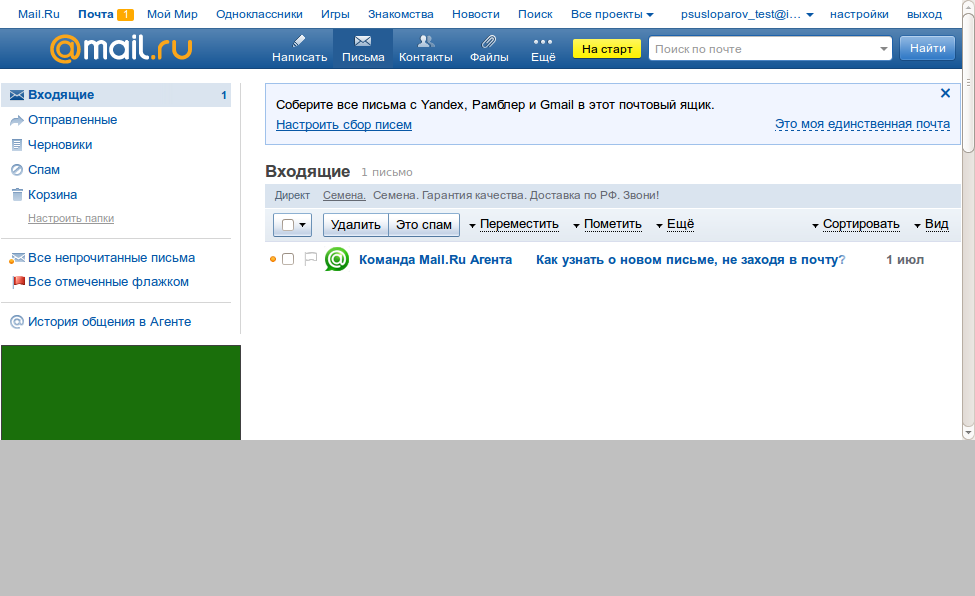 Mail.Ru Почта 1 Мой Мир Одноклассники Игры Знакомства Новости Поиск Все проекты psusloparov_test@i... настройки выход
@mail.ru Написать Письма Контакты Файлы Ещё На старт Поиск по почте Найти
Входящие 1
Отправленные
Черновики
Спам
Корзина
Настроить папки
Все непрочитанные письма
Все отмеченные флажком
История общения в Агенте
Соберите все письма с Yandex, Рамблер и Gmail в этот почтовый ящик.
Настроить сбор писем Это моя единственная почта
Входящие 1 письмо
Директ Семена. Семена. Гарантия качества. Доставка по РФ. Звони!
Удалить Это спам Переместить Пометить Ещё Сортировать Вид
Команда Mail.Ru Агента Как узнать о новом письме, не заходя в почту? 1 июл